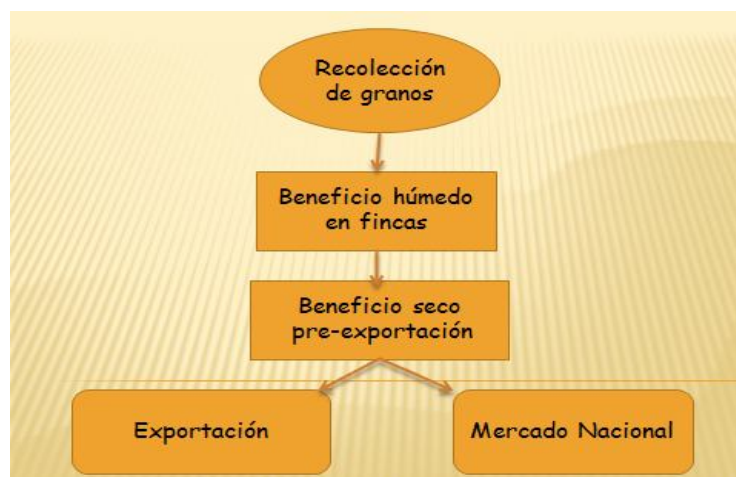 Recolección
de granos
Beneficio húmedo
en fincas
Beneficio seco
pre-exportación
Exportación
Mercado Nacional